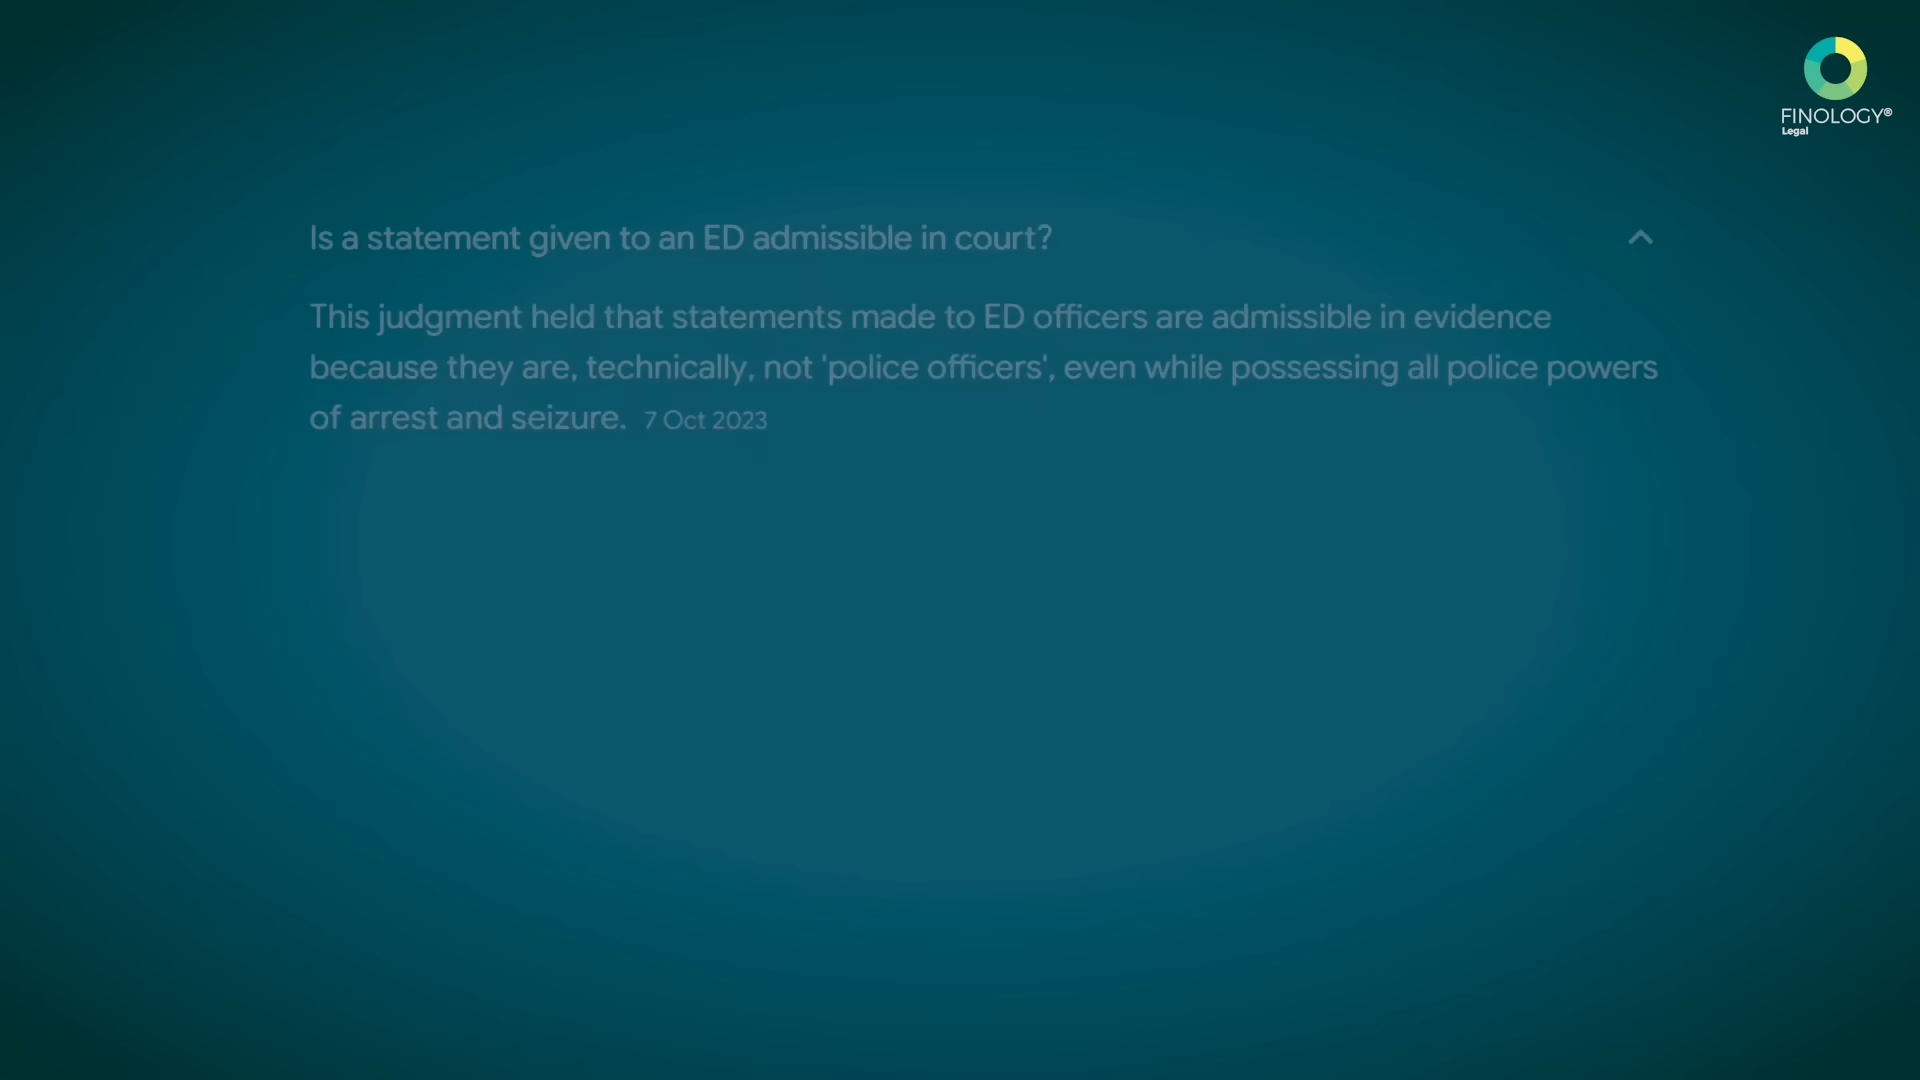 FINOLOGY®
Legal
Is a statement given to an ED admissible in court?
This judgment held that statements made to ED officers are admissible in evidence
because they are, technically, not 'police officers', even while possessing all police powers
of arrest and seizure. 7 Oct 2023